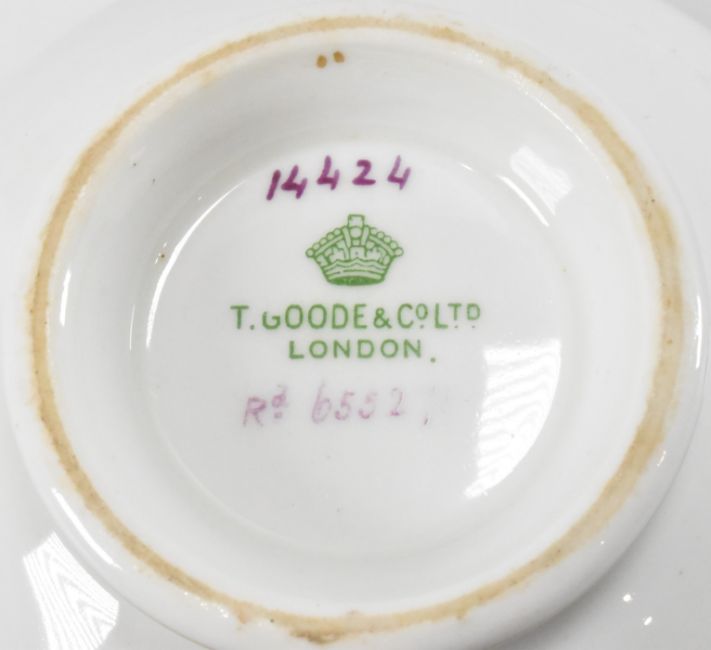 14424
T. GOODE & Co. LTD
LONDON.
Rd 6552